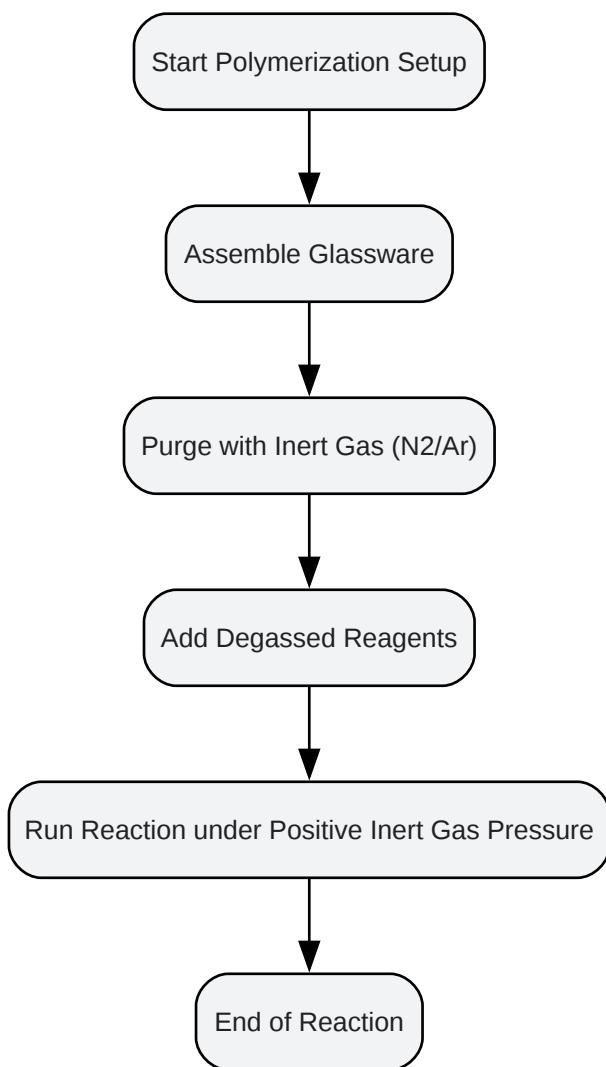 Start Polymerization Setup
Assemble Glassware
Purge with Inert Gas (N2/Ar)
Add Degassed Reagents
Run Reaction under Positive Inert Gas Pressure
End of Reaction